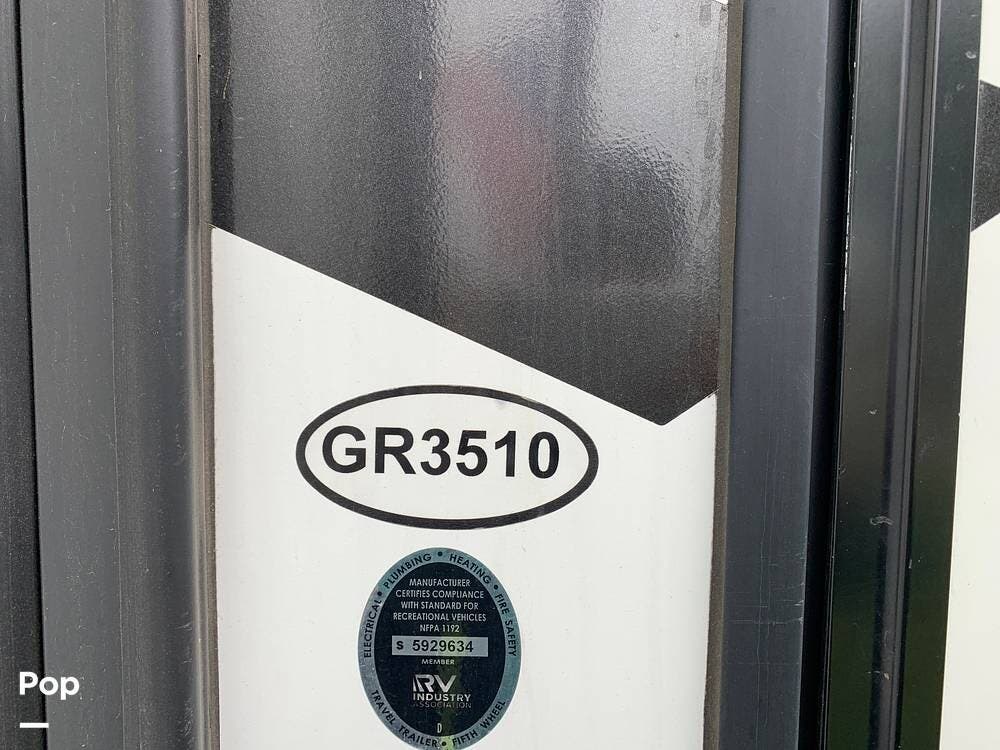 GR3510
ELECTRICAL • PLUMBING • HEATING • FIRE SAFETY
MANUFACTURER
CERTIFIES COMPLIANCE
WITH STANDARD FOR
RECREATIONAL VEHICLES
NFPA 1192
S 5929634
MEMBER
RV
INDUSTRY
ASSOCIATION
D
TRAVEL TRAILER • FIFTH WHEEL
Pop